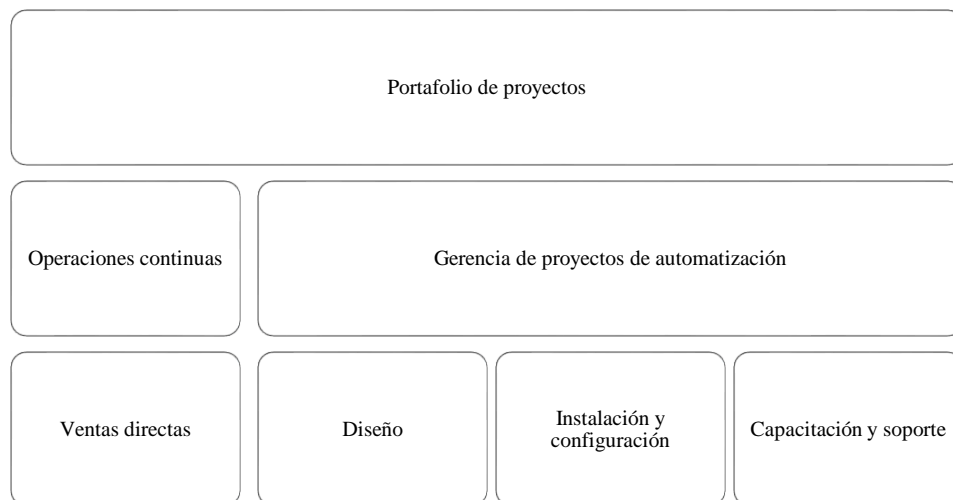 Portafolio de proyectos
Operaciones continuas
Gerencia de proyectos de automatización
Ventas directas
Diseño
Instalación y
configuración
Capacitación y soporte